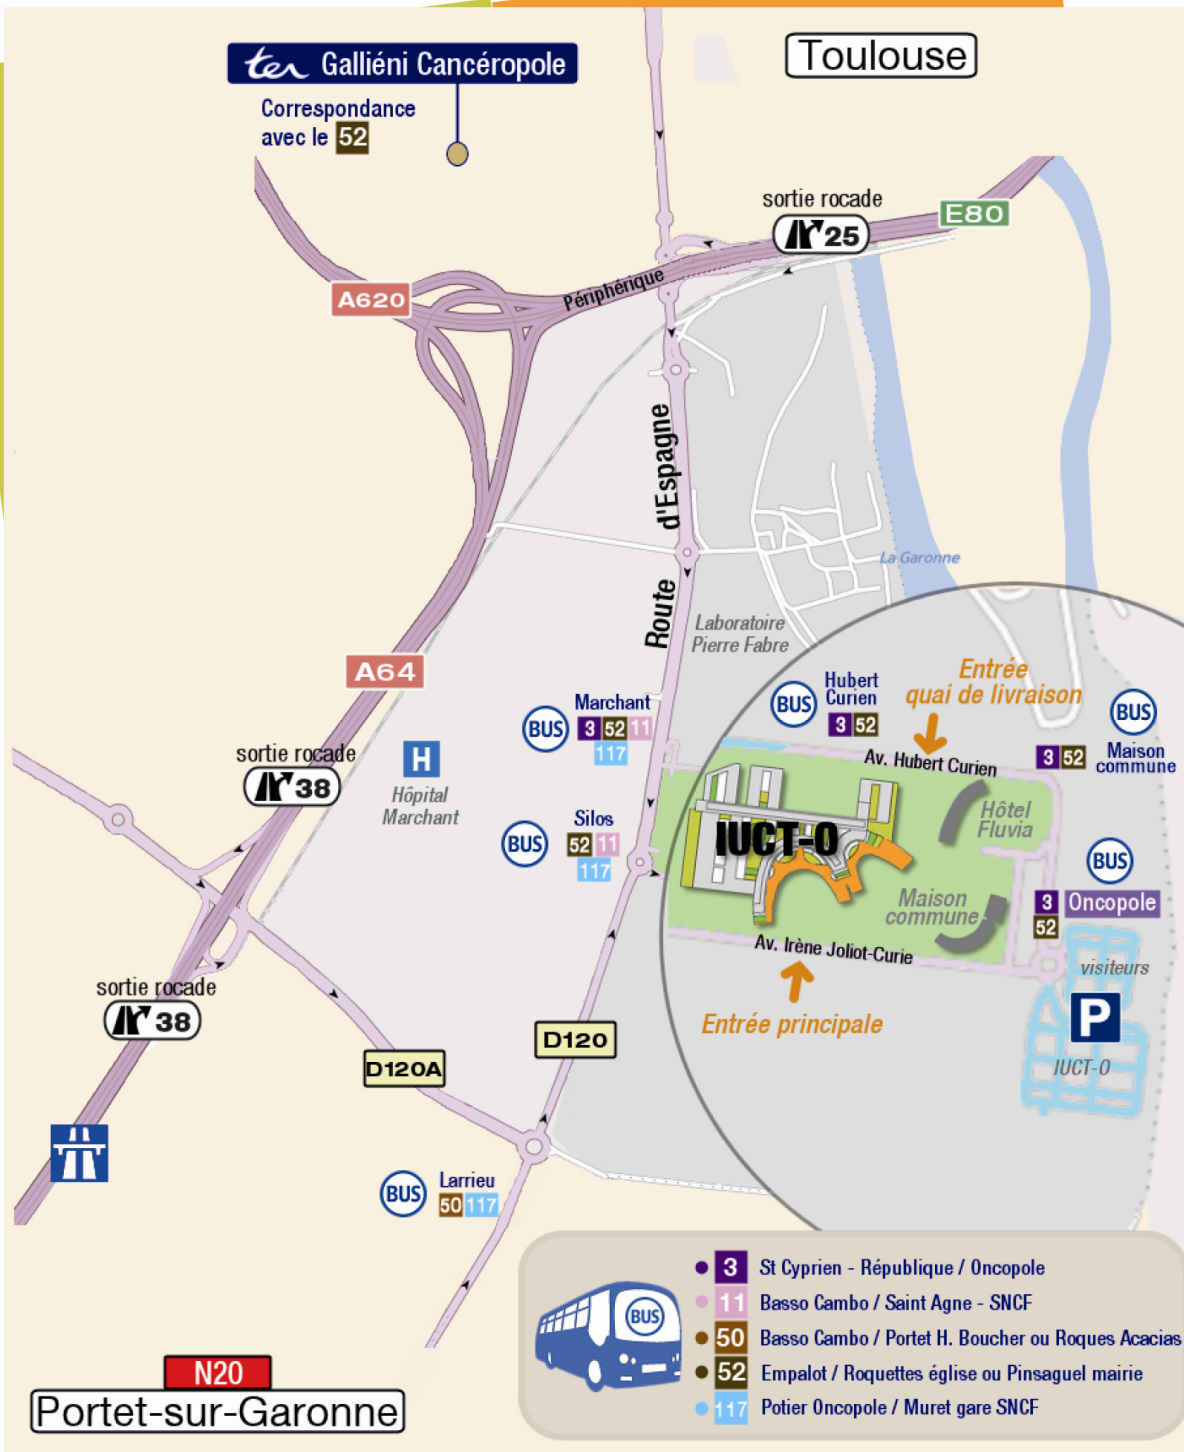 ter Galliéni Cancéropole
Correspondance
avec le 52
Toulouse
sortie rocade
25
E80
A620
Périphérique
Route d'Espagne
La Garonne
Laboratoire
Pierre Fabre
A64
sortie rocade
38
H
Hôpital
Marchant
BUS
Marchant
3 52 11
117
BUS
Silos
52 11
117
BUS
Hubert
Curien
3 52
Entrée
quai de livraison
BUS
3 52 Maison
commune
Av. Hubert Curien
IUCT-O
Hôtel
Fluvia
BUS
3 Oncopole
52
Maison
commune
Av. Irène Joliot-Curie
visiteurs
P
IUCT-O
Entrée principale
sortie rocade
38
D120
D120A
BUS
Larrieu
50 117
BUS
3 St Cyprien - République / Oncopole
11 Basso Cambo / Saint Agne - SNCF
50 Basso Cambo / Portet H. Boucher ou Roques Acacias
52 Empalot / Roquettes église ou Pinsaguel mairie
117 Potier Oncopole / Muret gare SNCF
N20
Portet-sur-Garonne